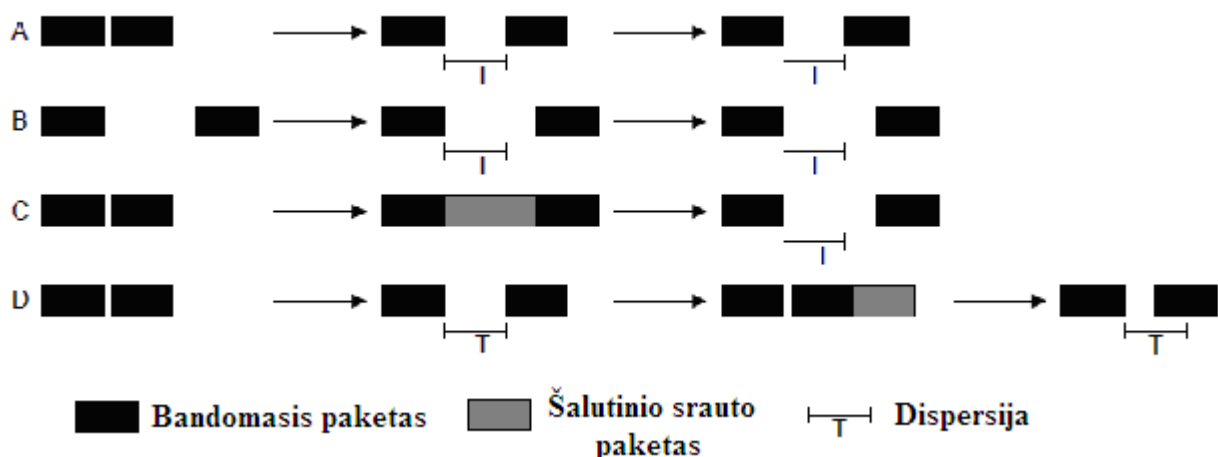 A
I
I
B
I
I
C
I
D
T
T
Bandomasis paketas
Šalutinio srauto
paketas
T
Dispersija